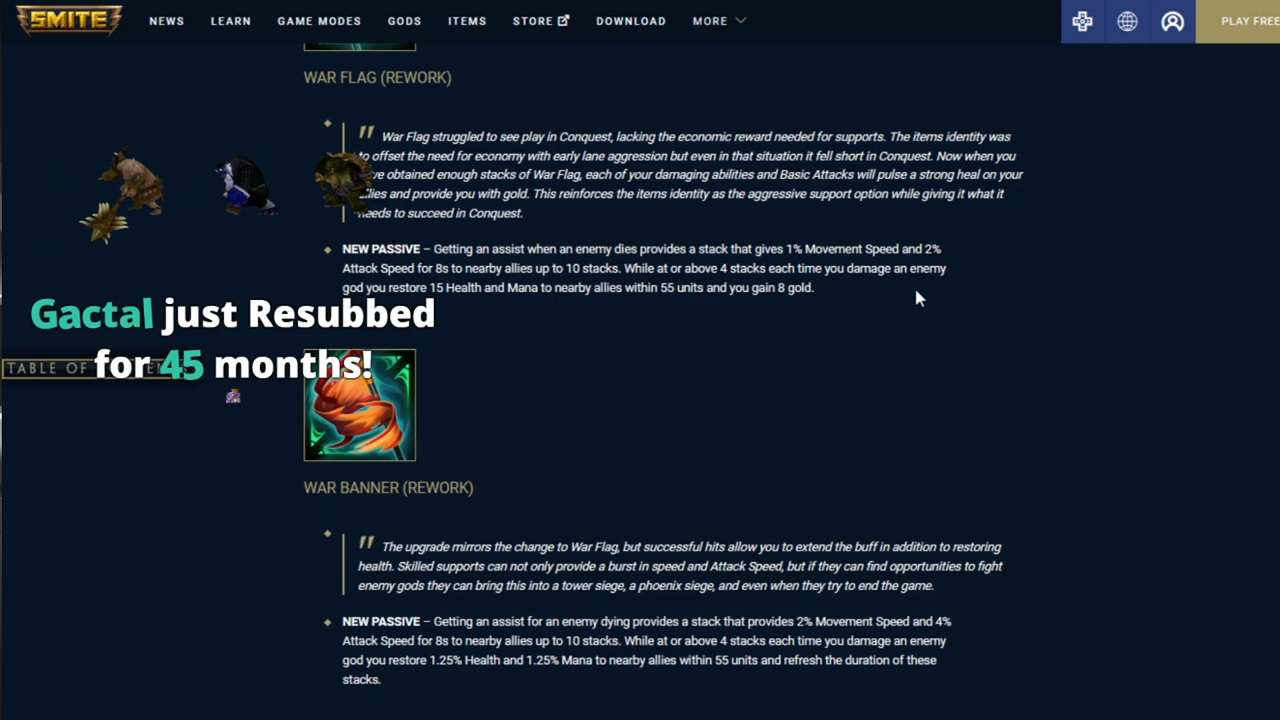 SMITE
NEWS
LEARN
GAME MODES
GODS
ITEMS
STORE
DOWNLOAD
MORE
PLAY FREE
WAR FLAG (REWORK)
" War Flag struggled to see play in Conquest, lacking the economic reward needed for supports. The items identity was
to offset the need for economy with early lane aggression but even in that situation it fell short in Conquest. Now when you
obtained enough stacks of War Flag, each of your damaging abilities and Basic Attacks will pulse a strong heal on your
allies and provide you with gold. This reinforces the items identity as the aggressive support option while giving it what it
needs to succeed in Conquest.
NEW PASSIVE – Getting an assist when an enemy dies provides a stack that gives 1% Movement Speed and 2%
Attack Speed for 8s to nearby allies up to 10 stacks. While at or above 4 stacks each time you damage an enemy
god you restore 15 Health and Mana to nearby allies within 55 units and you gain 8 gold.
Gactal just Resubbed
for 45 months!
TABLE OF
WAR BANNER (REWORK)
" The upgrade mirrors the change to War Flag, but successful hits allow you to extend the buff in addition to restoring
health. Skilled supports can not only provide a burst in speed and Attack Speed, but if they can find opportunities to fight
enemy gods they can bring this into a tower siege, a phoenix siege, and even when they try to end the game.
NEW PASSIVE – Getting an assist for an enemy dying provides a stack that provides 2% Movement Speed and 4%
Attack Speed for 8s to nearby allies up to 10 stacks. While at or above 4 stacks each time you damage an enemy
god you restore 1.25% Health and 1.25% Mana to nearby allies within 55 units and refresh the duration of these
stacks.